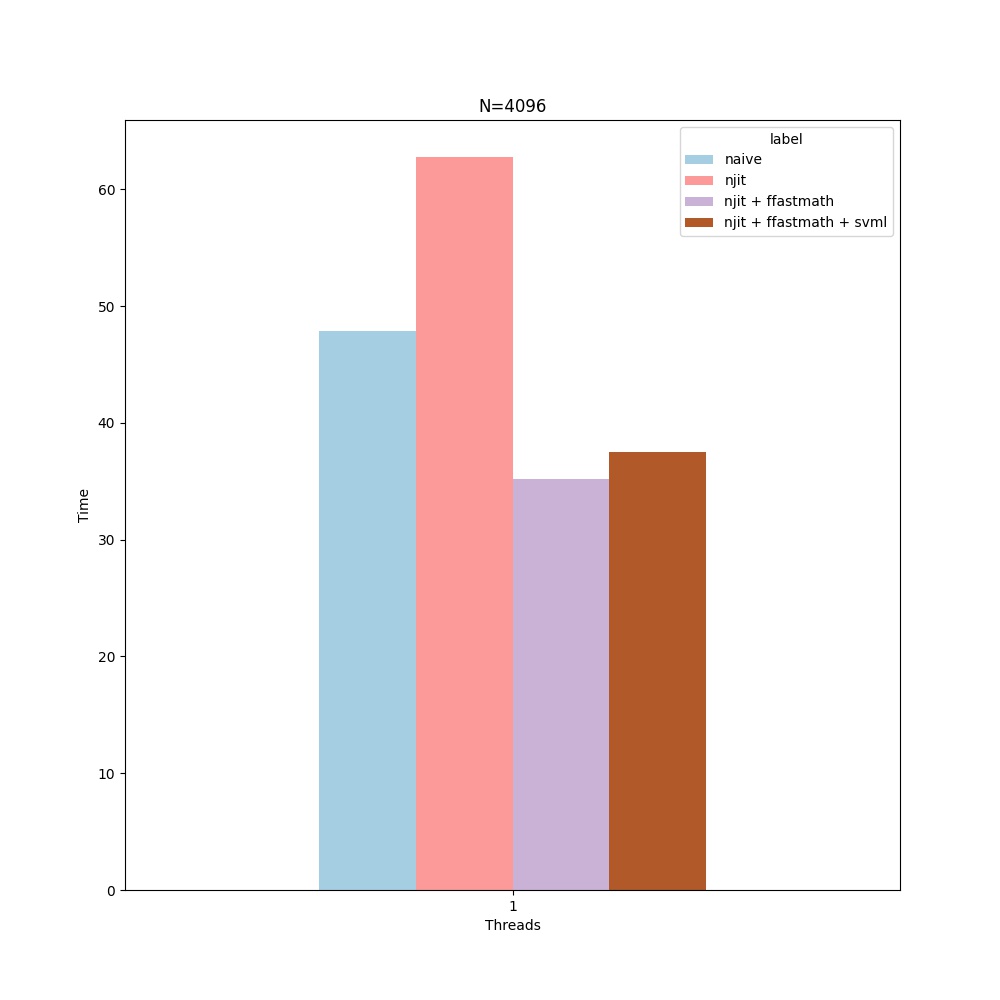 N=4096
label
naive
njit
njit + ffastmath
njit + ffastmath + svml
Time
60
50
40
30
20
10
0
1
Threads